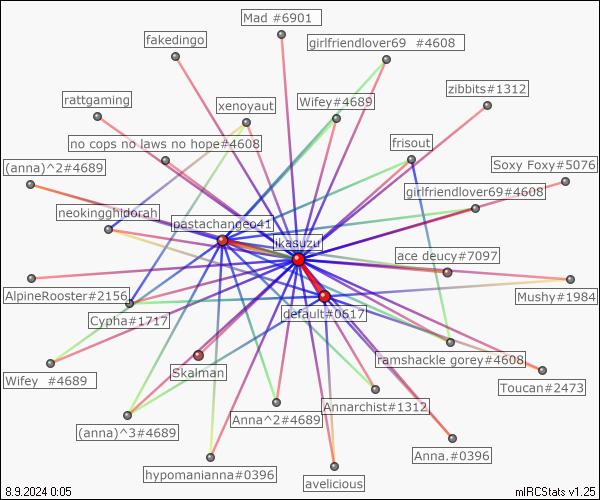 Mad #6901
fakedingo
girlfriendlover69  #4608
zibbits#1312
rattgaming
xenoyaut
Wifey#4689
no cops no laws no hope#4608
frisout
(anna)^2#4689
Soxy Foxy#5076
girlfriendlover69#4608
neokingghidorah
pastachangeo41
ikasuzu
ace deucy#7097
AlpineRooster#2156
Mushy#1984
Cypha#1717
default#0617
Skalman
ramshackle gorey#4608
Wifey  #4689
Toucan#2473
Annarchist#1312
Anna^2#4689
(anna)^3#4689
Anna.#0396
hypomanianna#0396
avelicious
8.9.2024 0:05
mIRCStats v1.25